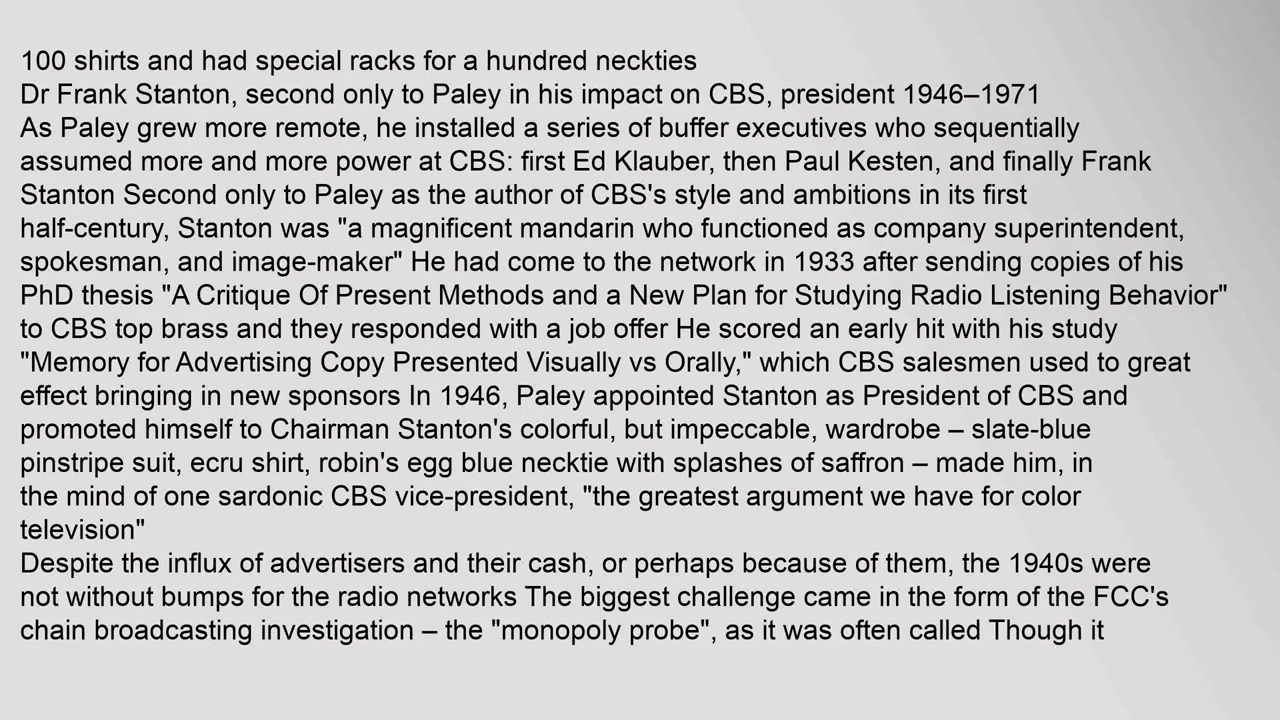 100 shirts and had special racks for a hundred neckties
Dr Frank Stanton, second only to Paley in his impact on CBS, president 1946–1971
As Paley grew more remote, he installed a series of buffer executives who sequentially
assumed more and more power at CBS: first Ed Klauber, then Paul Kesten, and finally Frank
Stanton Second only to Paley as the author of CBS's style and ambitions in its first
half-century, Stanton was "a magnificent mandarin who functioned as company superintendent,
spokesman, and image-maker" He had come to the network in 1933 after sending copies of his
PhD thesis "A Critique Of Present Methods and a New Plan for Studying Radio Listening Behavior"
to CBS top brass and they responded with a job offer He scored an early hit with his study
"Memory for Advertising Copy Presented Visually vs Orally," which CBS salesmen used to great
effect bringing in new sponsors In 1946, Paley appointed Stanton as President of CBS and
promoted himself to Chairman Stanton's colorful, but impeccable, wardrobe – slate-blue
pinstripe suit, ecru shirt, robin's egg blue necktie with splashes of saffron – made him, in
the mind of one sardonic CBS vice-president, "the greatest argument we have for color
television"
Despite the influx of advertisers and their cash, or perhaps because of them, the 1940s were
not without bumps for the radio networks The biggest challenge came in the form of the FCC's
chain broadcasting investigation – the "monopoly probe", as it was often called Though it